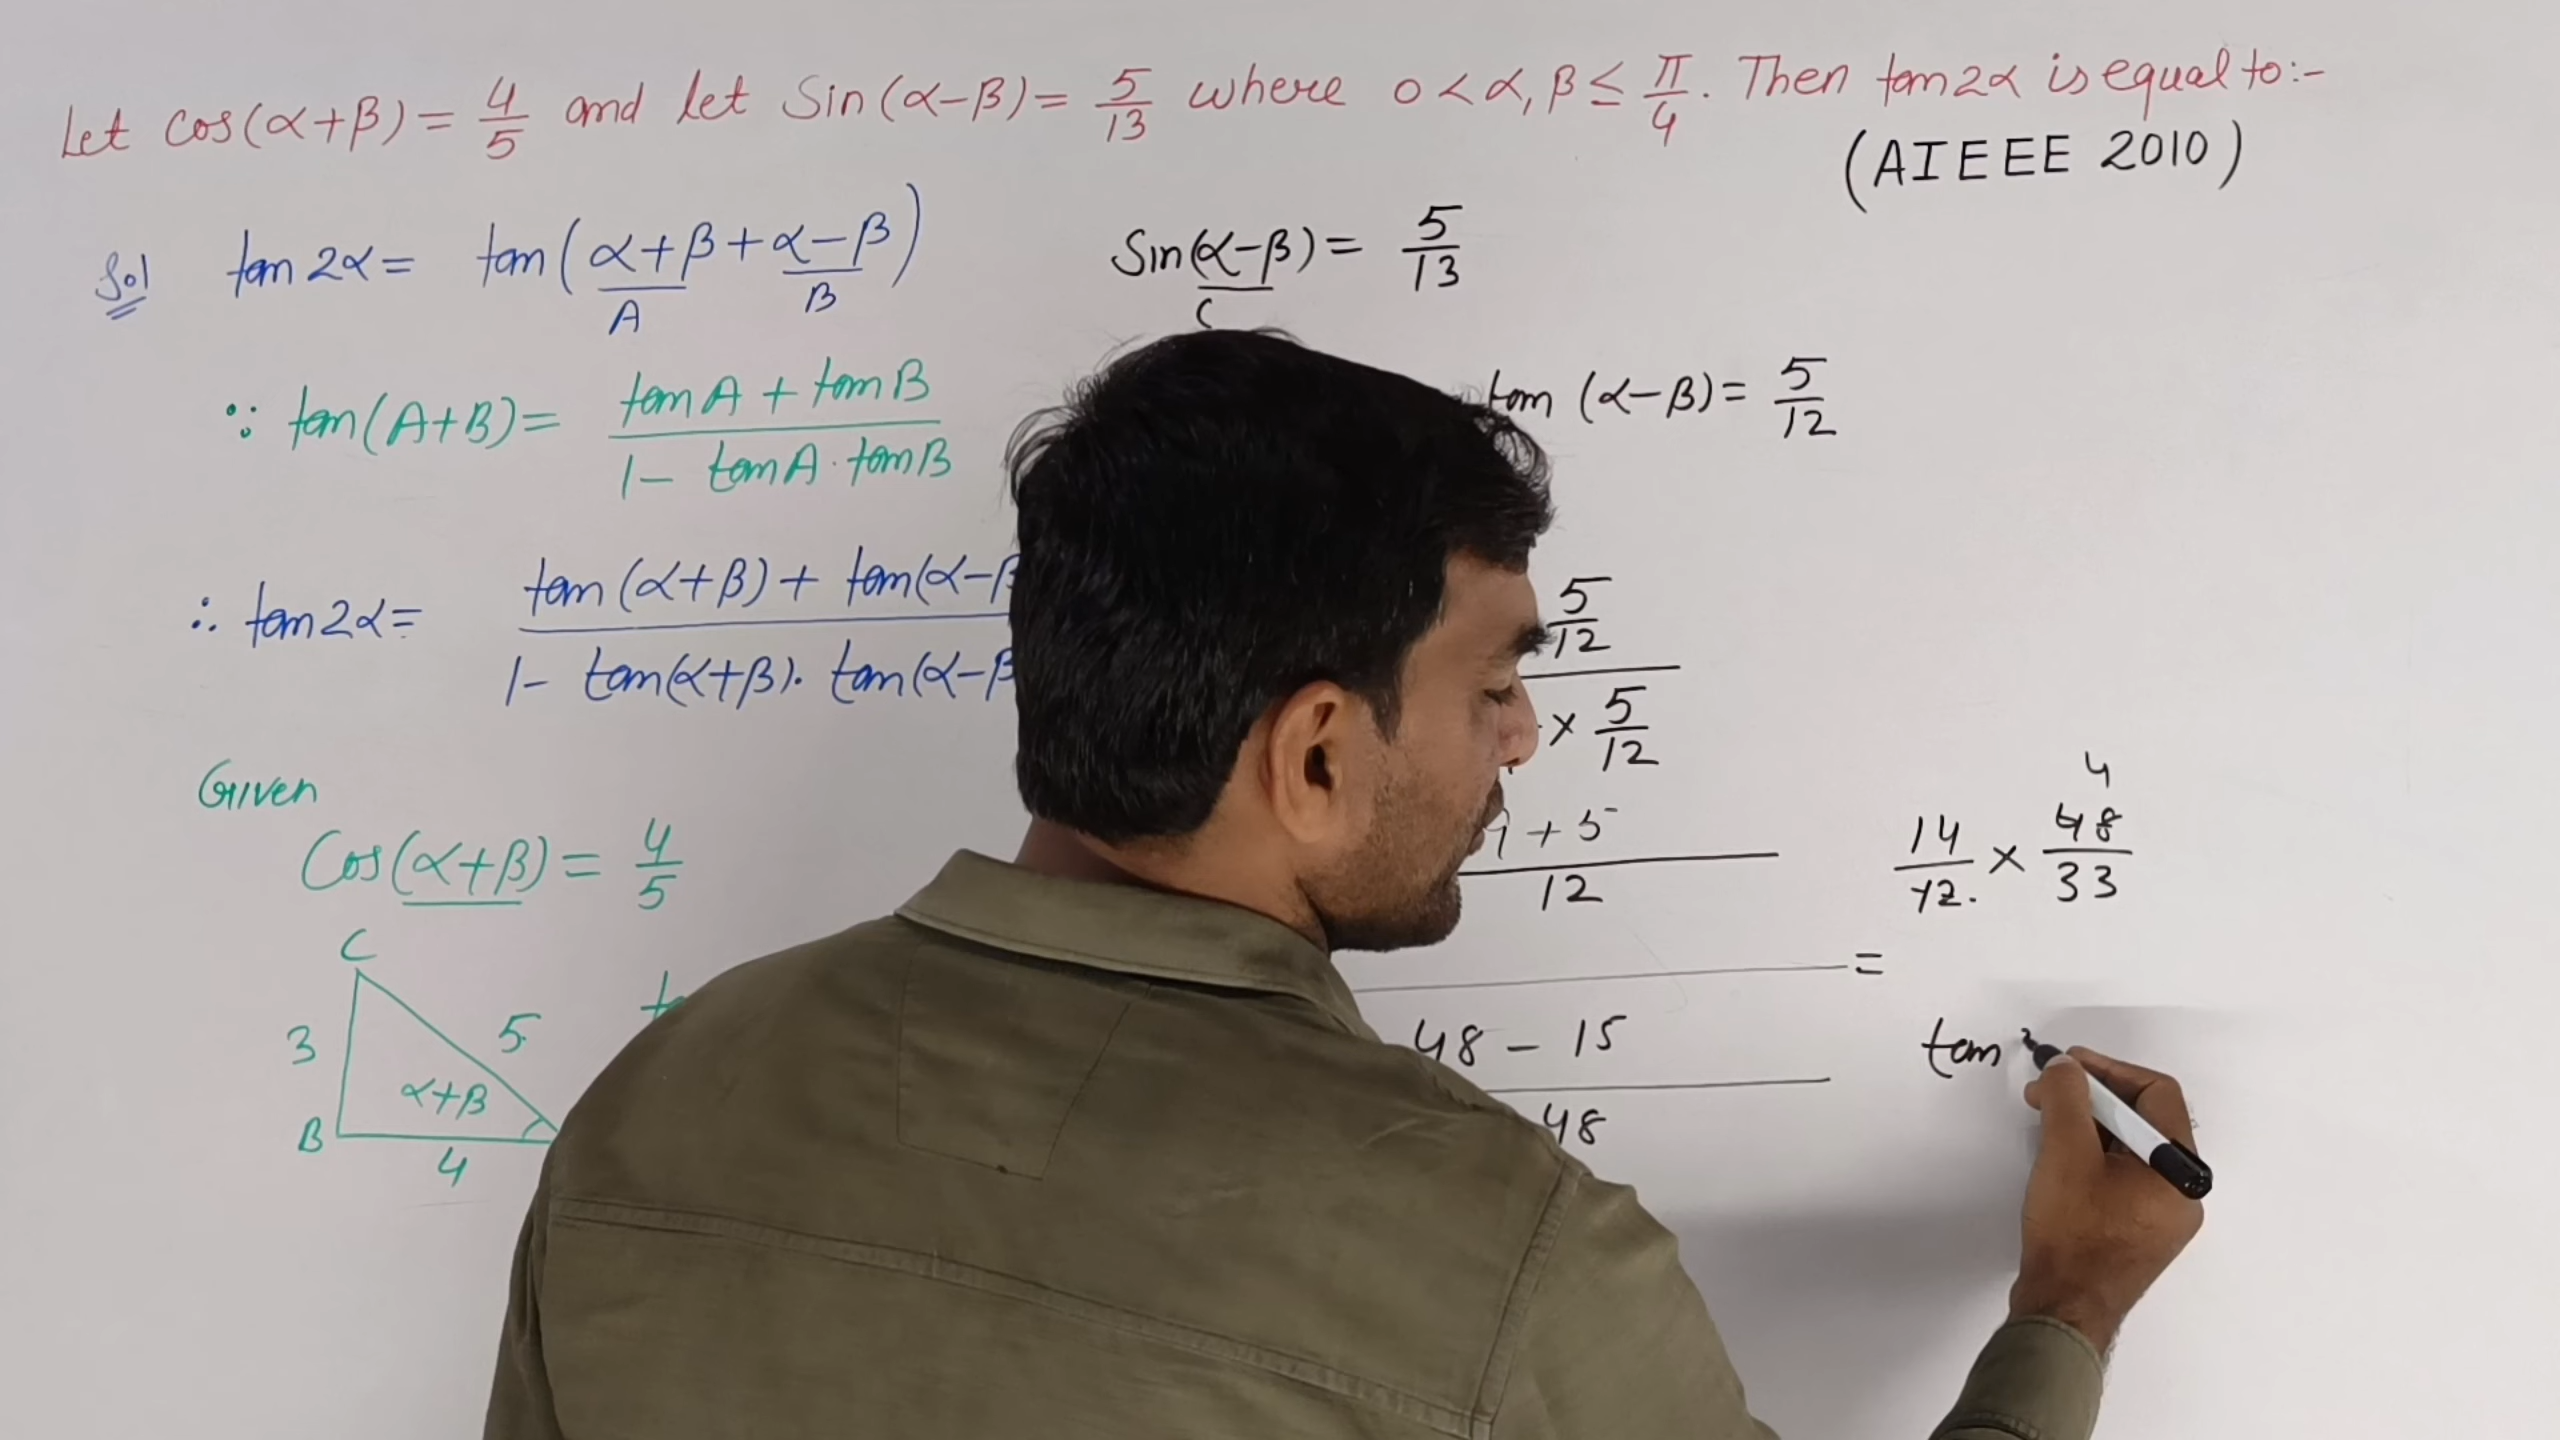 Let cos(α+β) = 4/5 and let Sin(α-β) = 5/13 where 0<α, β ≤ π/4. Then tan2α is equal to:-
(AIEEE 2010)
Sol tan2α = tan(α+β+α-β)
A B
∵ tan(A+B) = tanA + tanB / 1- tanA·tanB
∴ tan2α = tan(α+β) + tan(α-β / 1- tan(α+β). tan(α-β
Given
Cos(α+β) = 4/5
C
3 5
α+β
B
4
Sin(α-β) = 5/13
tan (α-β) = 5/12
5/12
× 5/12
9 + 5
12
48 - 15
48
=
14/12. × 48/33
4
tan